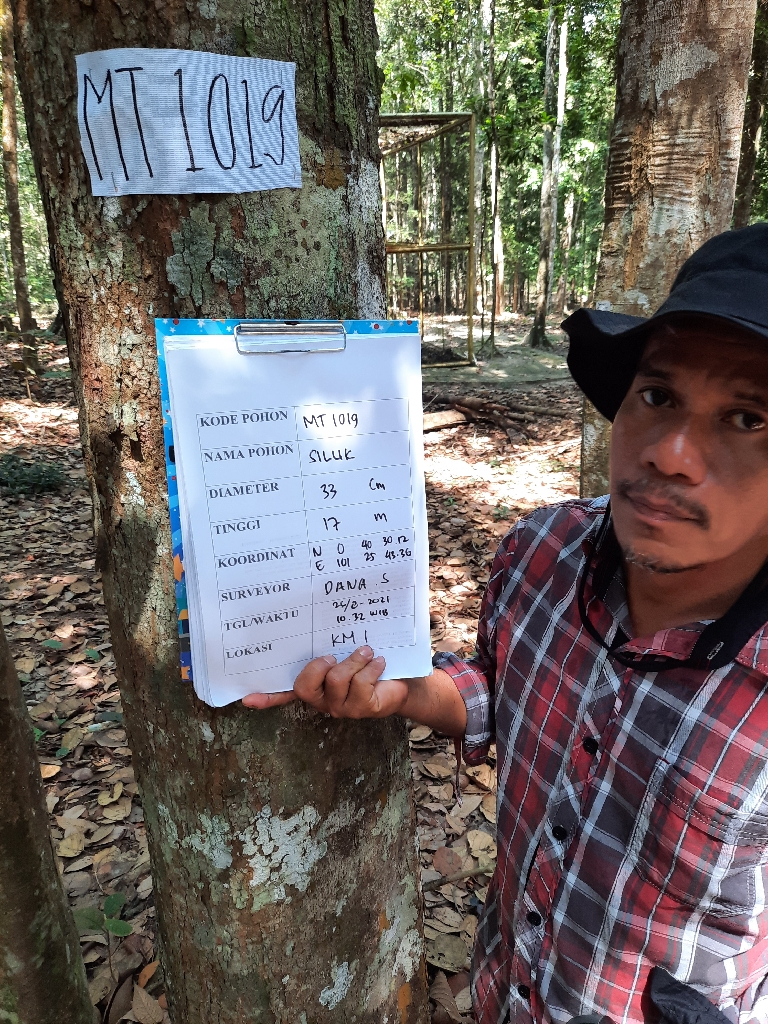 MT 1019
KODE POHON MT 1019
NAMA POHON SILUK
DIAMETER 33 Cm
TINGGI 17 m
KOORDINAT N 0 40 30.12
E 101 25 43.36
SURVEYOR DANA S
TGL/WAKTU 26/8-2021
10.32 WIB
LOKASI KM 1